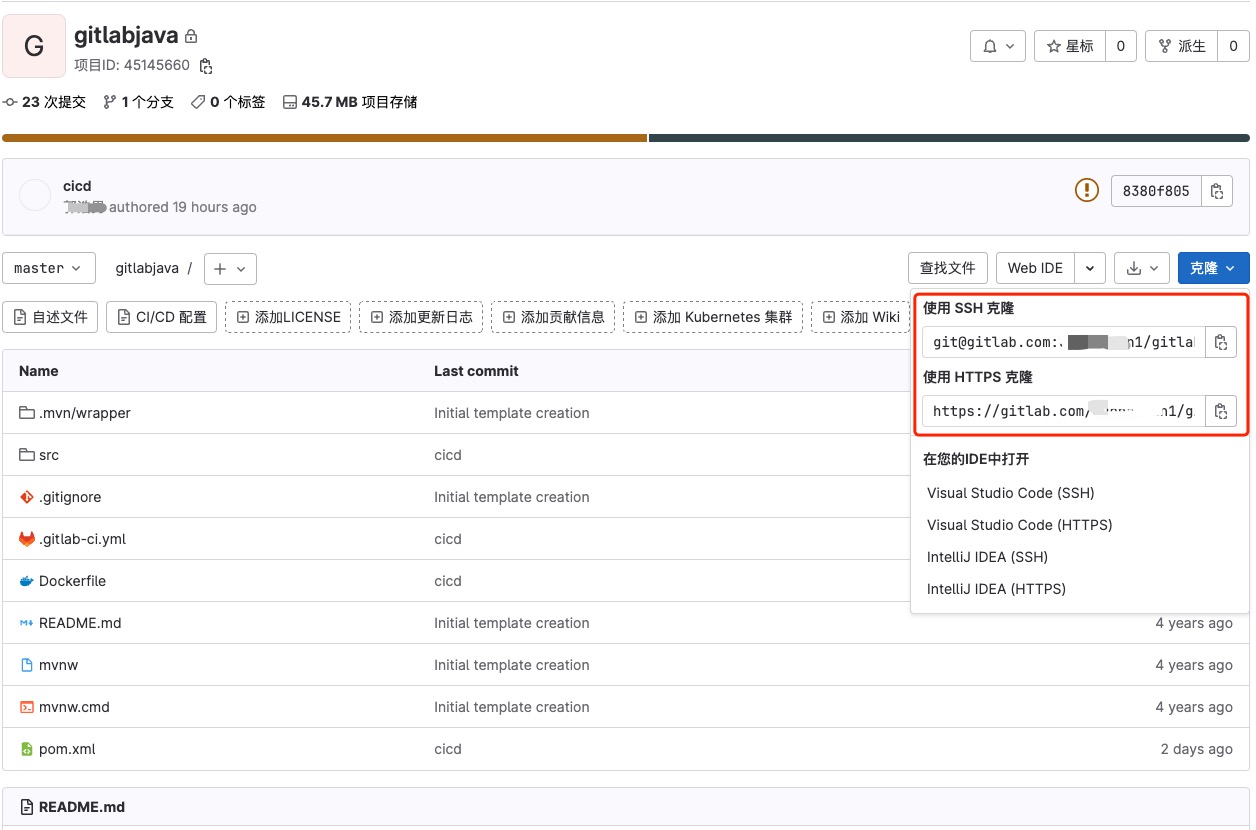 G
gitlabjava
项目ID: 45145660
23 次提交 1 个分支 0 个标签 45.7 MB 项目存储
星标 0 派生 0
cicd
authored 19 hours ago
8380f805
master gitlabjava / +
查找文件 Web IDE 克隆
自述文件 CI/CD 配置 添加LICENSE 添加更新日志 添加贡献信息 添加 Kubernetes 集群 添加 Wiki
使用 SSH 克隆
git@gitlab.com: n1/gitla
使用 HTTPS 克隆
https://gitlab.com/ n1/g
在您的IDE中打开
Visual Studio Code (SSH)
Visual Studio Code (HTTPS)
IntelliJ IDEA (SSH)
IntelliJ IDEA (HTTPS)
Name Last commit
.mvn/wrapper Initial template creation
src cicd
.gitignore Initial template creation
.gitlab-ci.yml cicd
Dockerfile cicd
README.md Initial template creation 4 years ago
mvnw Initial template creation 4 years ago
mvnw.cmd Initial template creation 4 years ago
pom.xml cicd 2 days ago
README.md